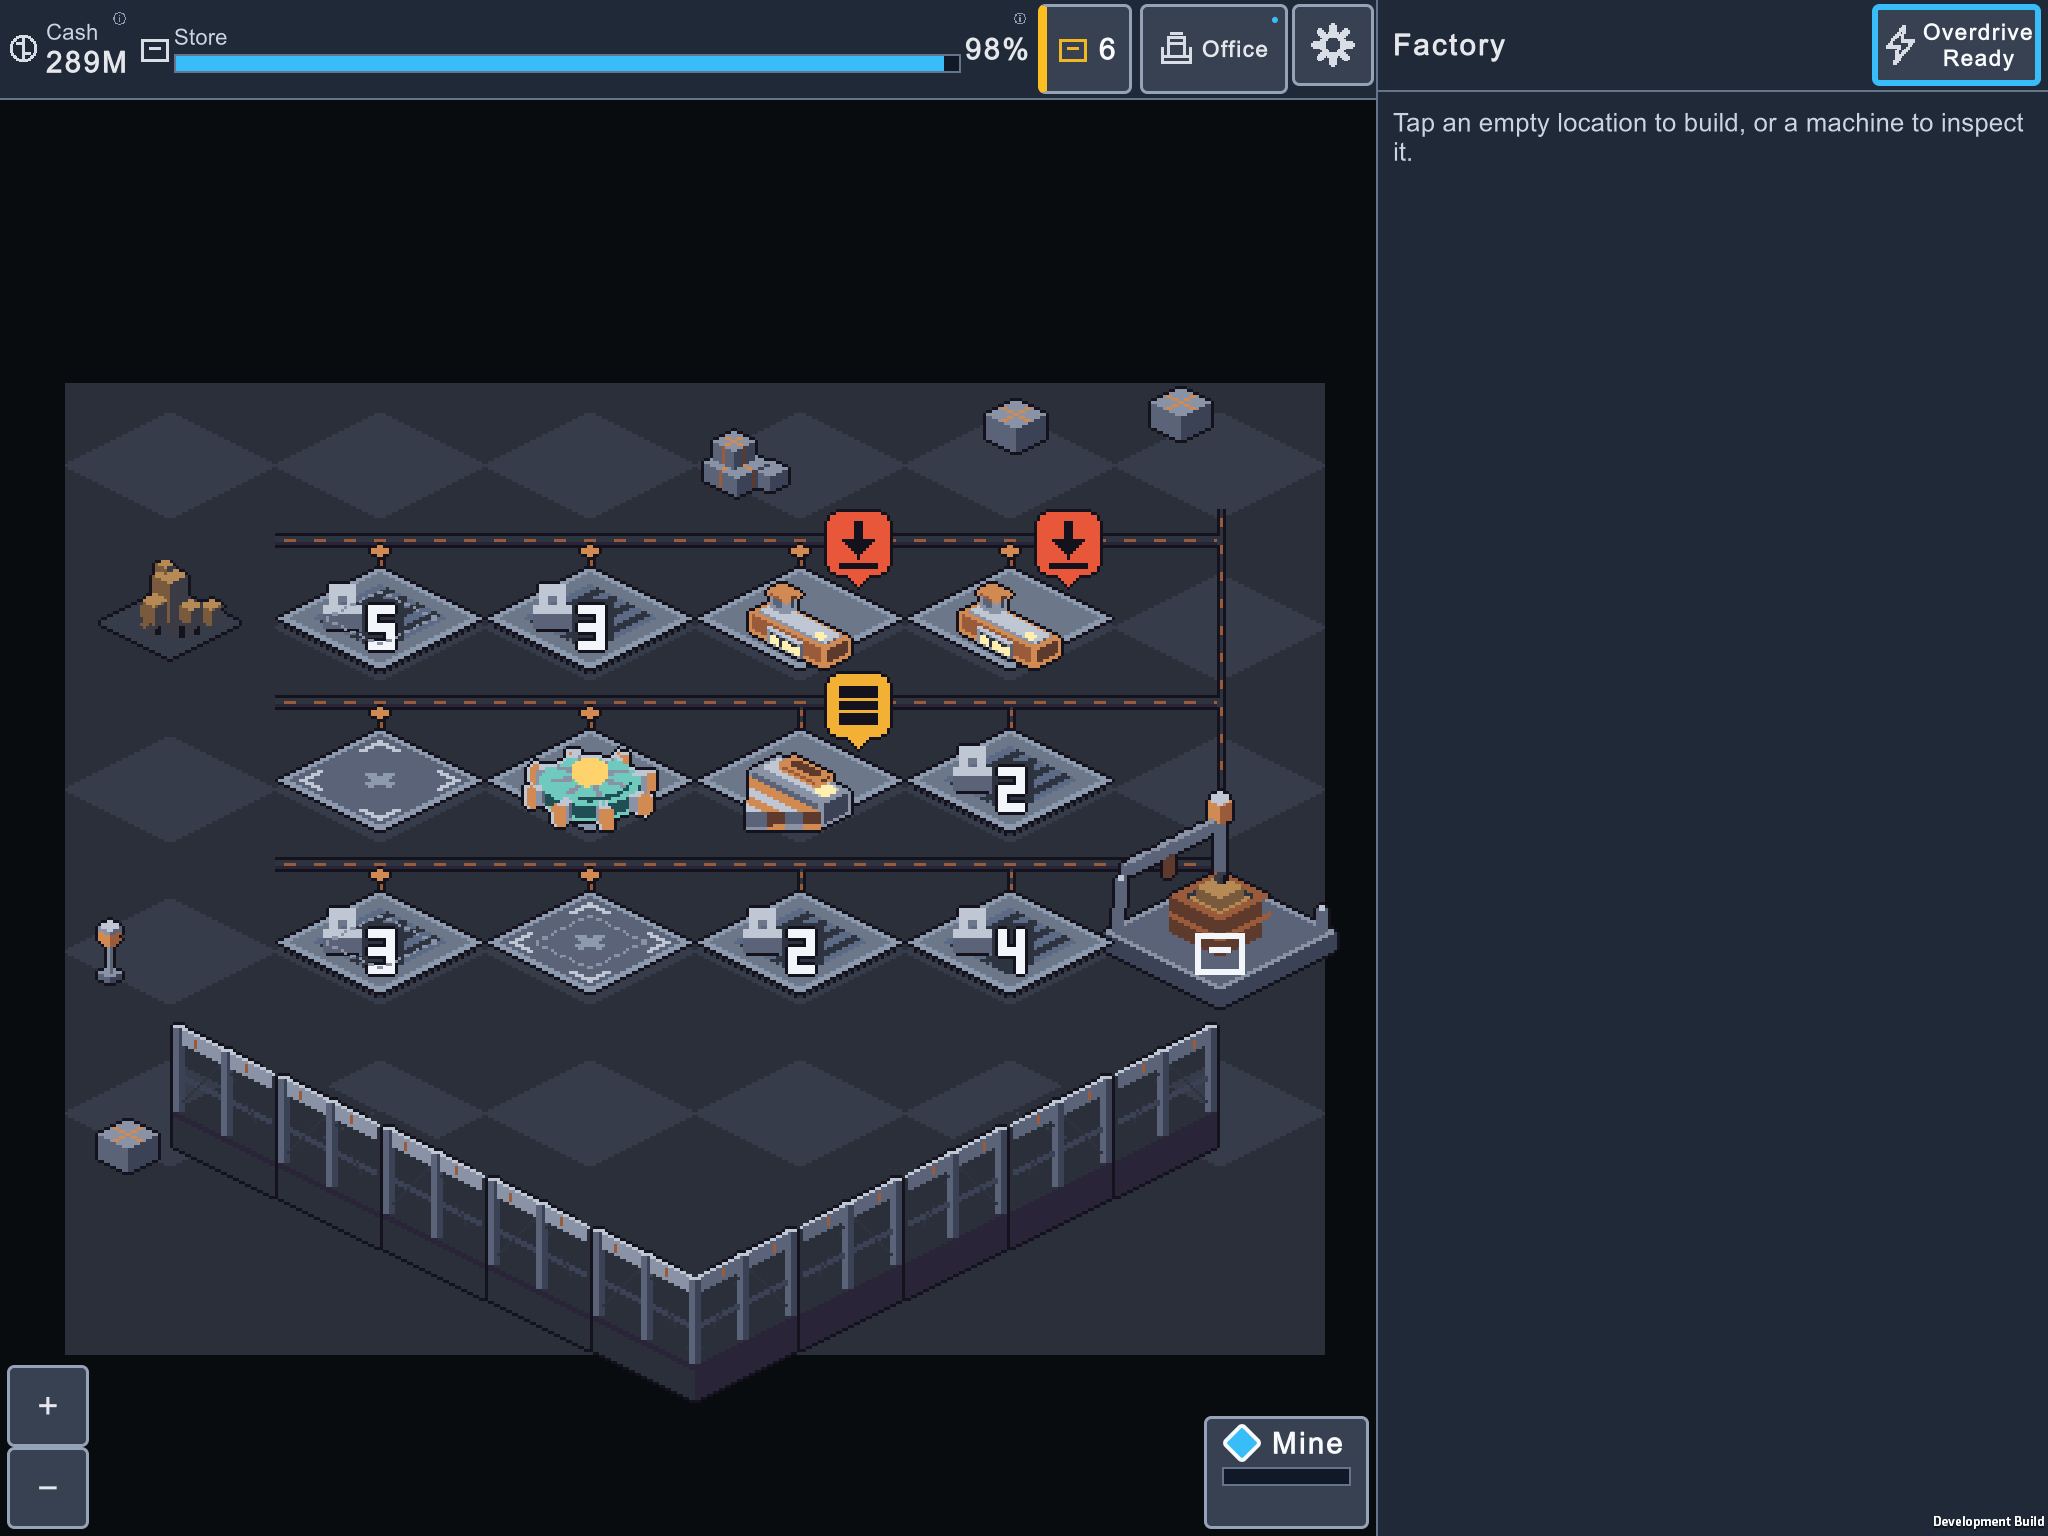 Cash
289M
Store
98%
6
Office
Factory
Overdrive
Ready
Tap an empty location to build, or a machine to inspect
it.
5
3
2
3
2
4
+
−
Mine
Development Build